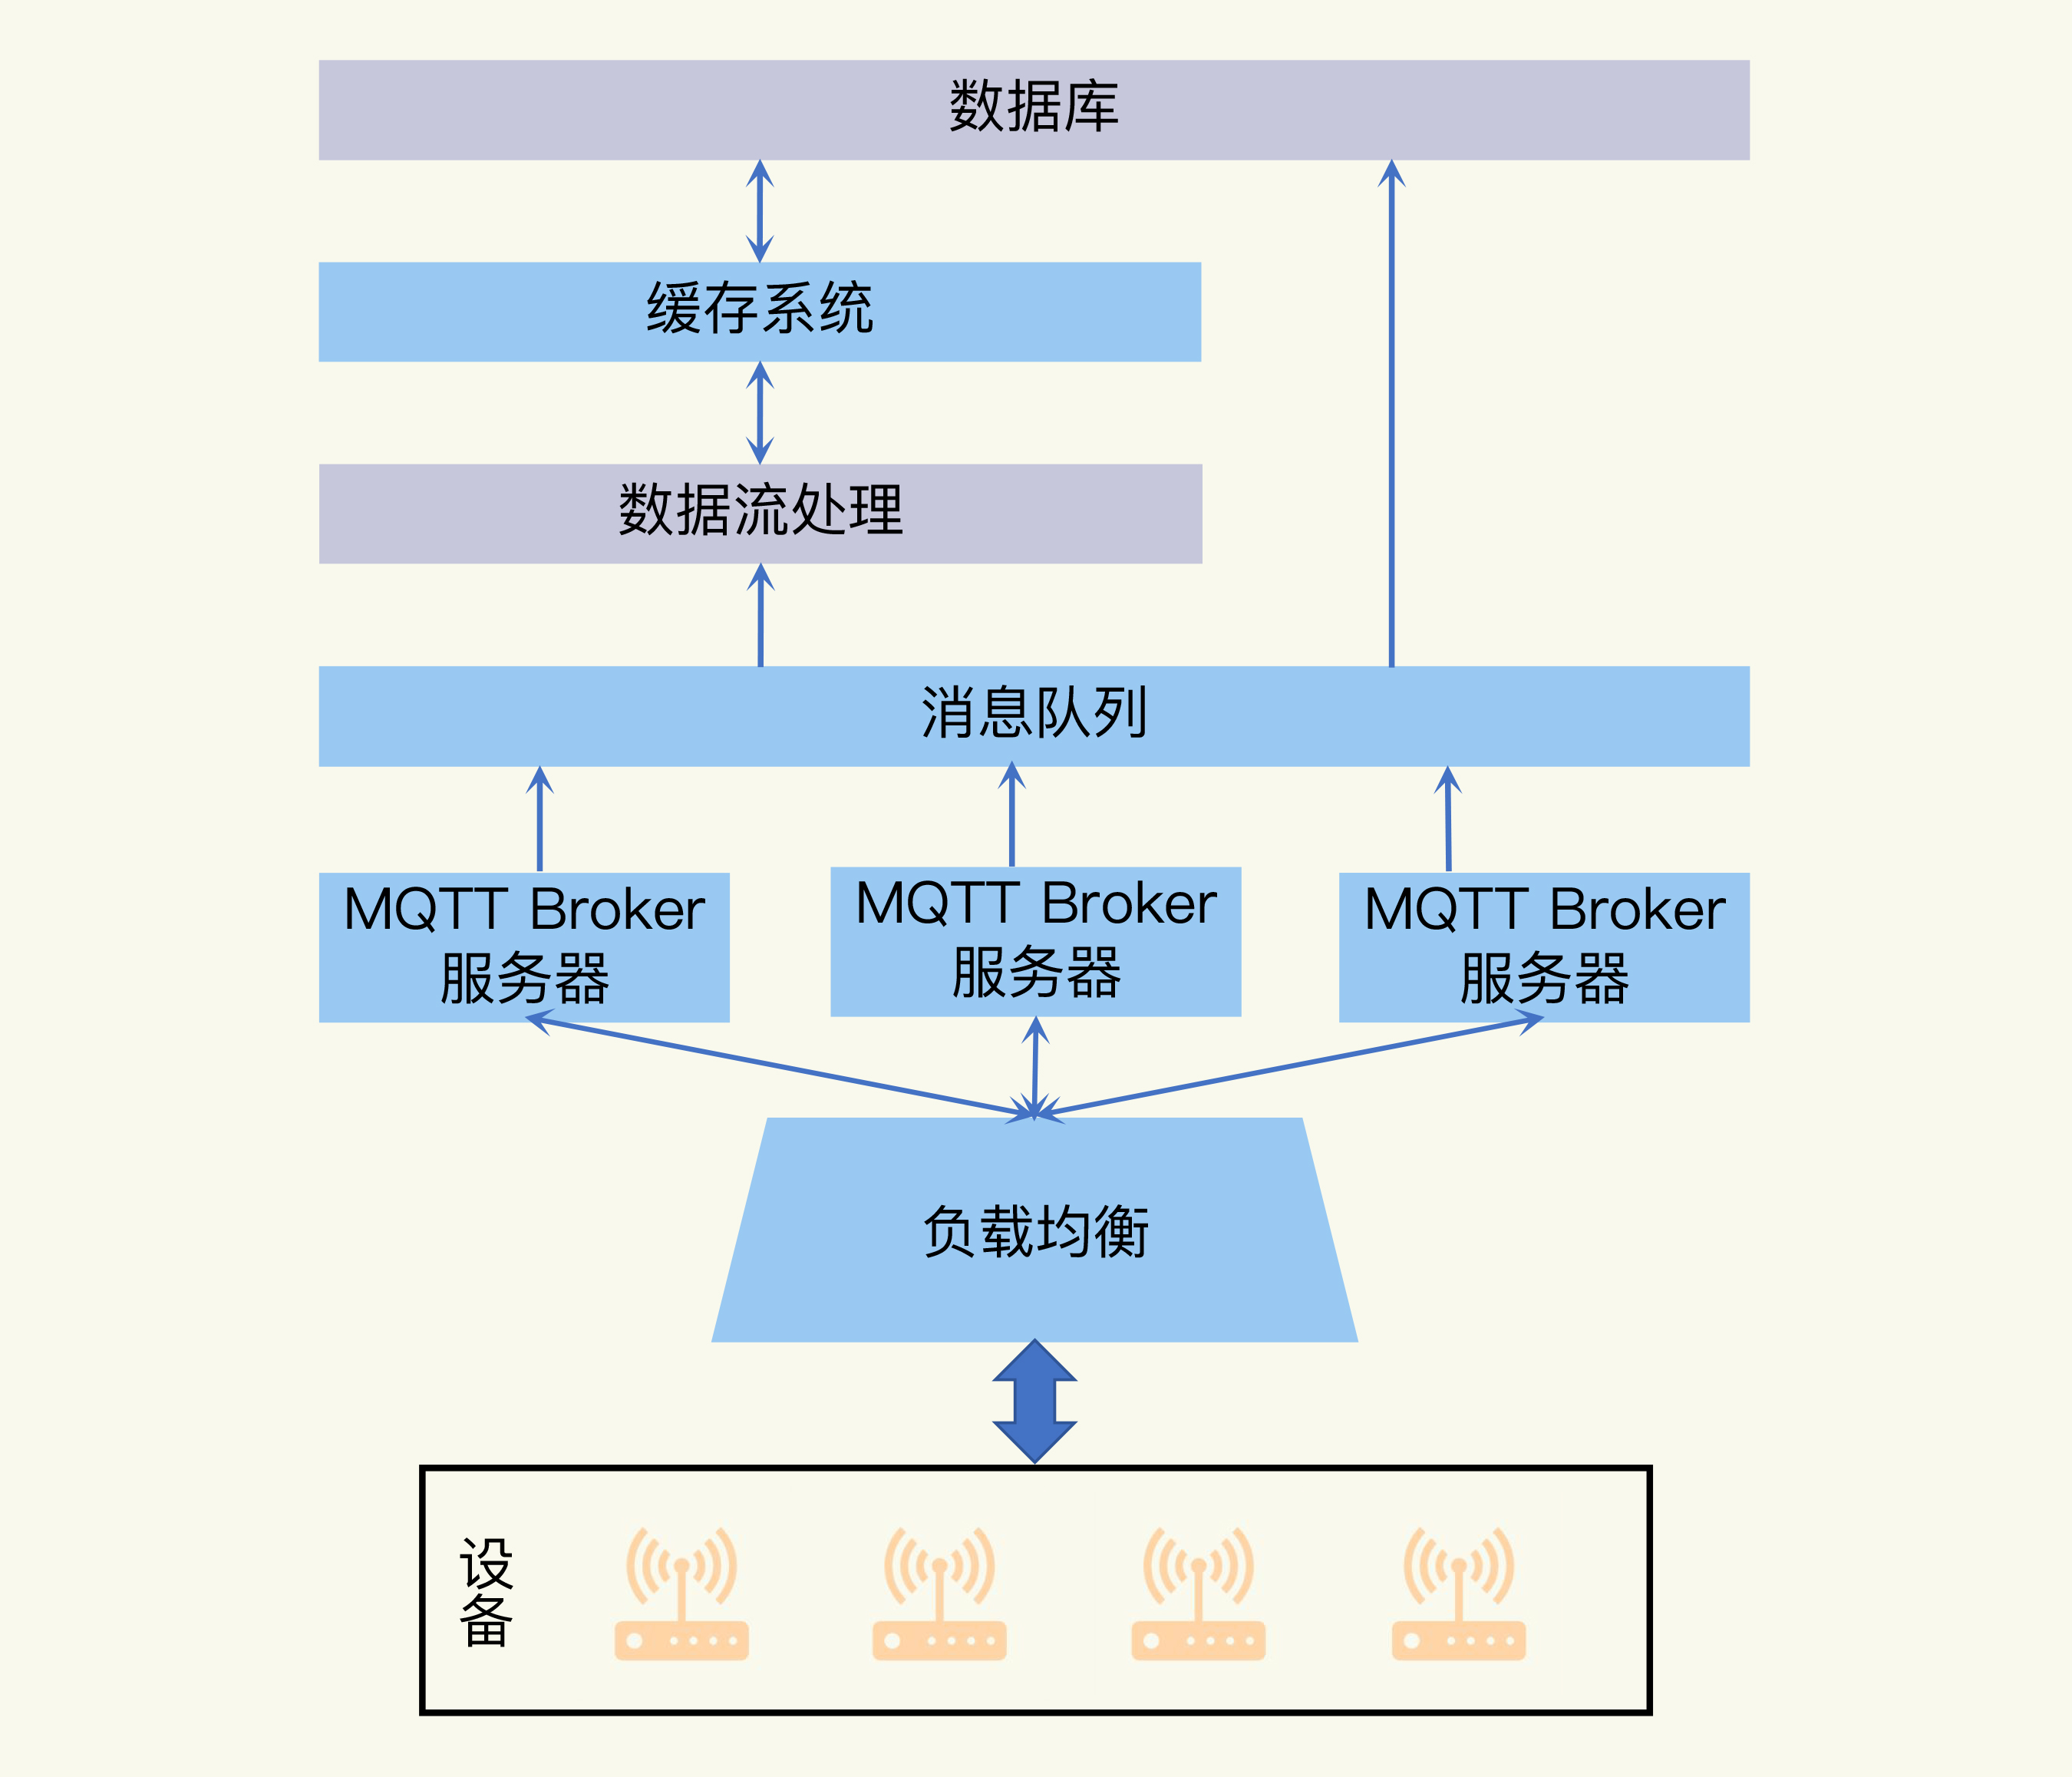 数据库
缓存系统
数据流处理
消息队列
MQTT Broker
服务器
MQTT Broker
服务器
MQTT Broker
服务器
负载均衡
设
备